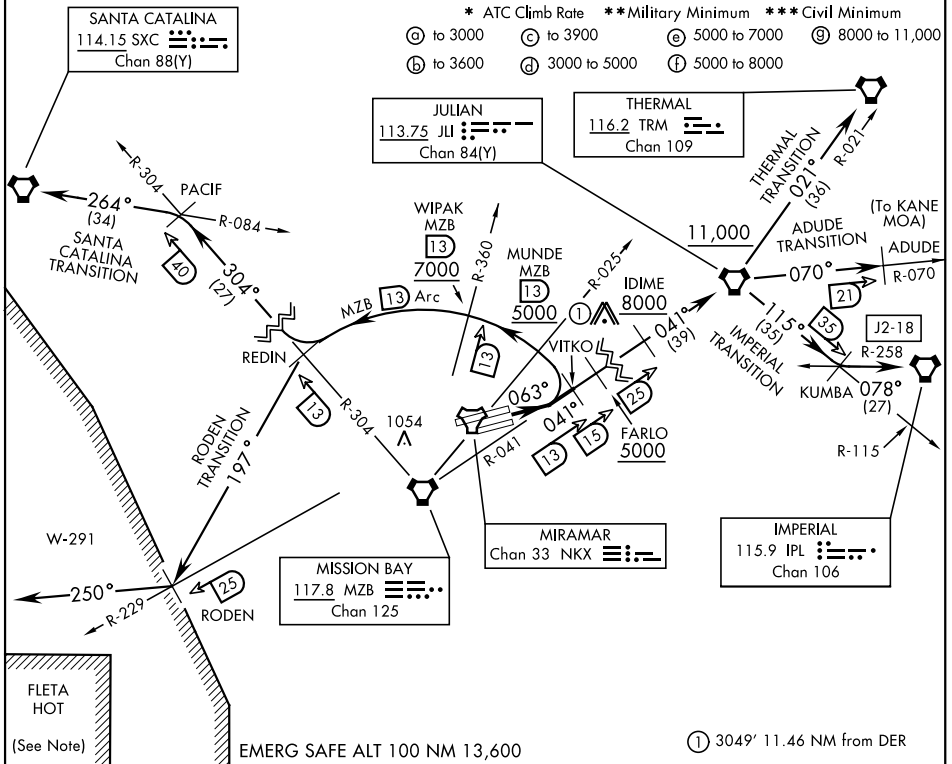 * ATC Climb Rate ** Military Minimum *** Civil Minimum
ⓐ to 3000 ⓒ to 3900 ⓔ 5000 to 7000 ⓖ 8000 to 11,000
ⓑ to 3600 ⓓ 3000 to 5000 ⓕ 5000 to 8000
SANTA CATALINA
114.15 SXC
Chan 88(Y)
JULIAN
113.75 JLI
Chan 84(Y)
THERMAL
116.2 TRM
Chan 109
THERMAL
TRANSITION
021°
(36)
R-021
R-304
PACIF
R-084
264°
(34)
SANTA
CATALINA
TRANSITION
40
304°
(27)
WIPAK
MZB
13
7000
R-360
MUNDE
MZB
13
5000
R-025
①
IDIME
8000
11,000
ADUDE
TRANSITION
(To KANE
MOA)
ADUDE
070°
R-070
21
MZB 13 Arc
041°
(39)
115°
(35)
35
IMPERIAL
TRANSITION
J2-18
R-258
KUMBA
078°
(27)
R-115
REDIN
13
13
VITKO
063°
041°
25
R-304
1054
R-041
13
15
FARLO
5000
RODEN
TRANSITION
197°
W-291
MIRAMAR
Chan 33 NKX
IMPERIAL
115.9 IPL
Chan 106
MISSION BAY
117.8 MZB
Chan 125
250°
R-229
25
RODEN
FLETA
HOT
(See Note)
EMERG SAFE ALT 100 NM 13,600
① 3049' 11.46 NM from DER